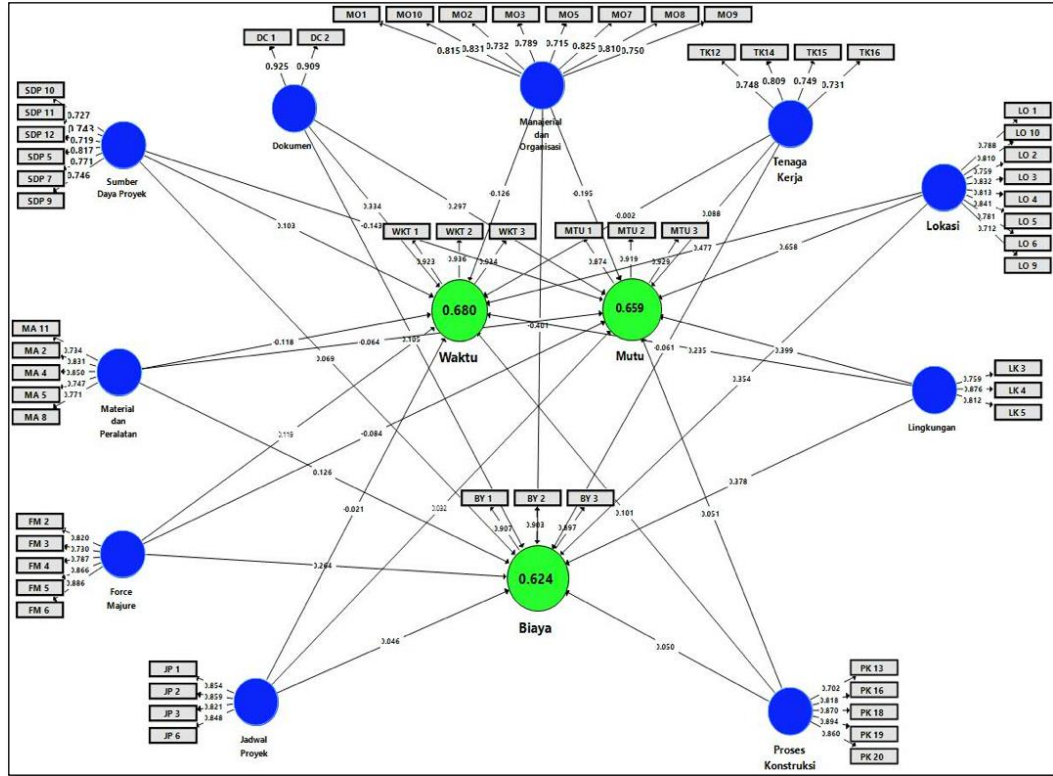 MO1 MO10 MO2 MO3 MO5 MO7 MO8 MO9
0.815 0.831 0.732 0.789 0.715 0.825 0.810 0.750
Manajerial
dan
Organisasi
DC 1 DC 2
0.925 0.909
Dokumen
TK12 TK14 TK15 TK16
0.748 0.809 0.749 0.731
Tenaga
Kerja
SDP 10
SDP 11
SDP 12
SDP 5
SDP 7
SDP 9
0.727
0.743
0.719
0.817
0.771
0.746
Sumber
Daya Proyek
LO 1
LO 10
LO 2
LO 3
LO 4
LO 5
LO 6
LO 9
0.788
0.810
0.759
0.832
0.813
0.841
0.781
0.712
Lokasi
-0.126
-0.195
0.334
0.297
-0.002
0.088
0.103
-0.143
0.477
0.658
WKT 1 WKT 2 WKT 3
0.923 0.936
0.680
Waktu
MTU 1 MTU 2 MTU 3
0.874 0.919 0.929
0.659
Mutu
MA 11
MA 2
MA 4
MA 5
MA 8
0.734
0.831
0.850
0.747
0.771
Material
dan
Peralatan
-0.118
-0.064
0.105
0.069
-0.401
-0.061
0.235
0.399
0.354
LK 3
LK 4
LK 5
0.759
0.876
0.812
Lingkungan
-0.084
0.126
0.378
-0.021
0.032
0.101
0.051
FM 2
FM 3
FM 4
FM 5
FM 6
0.820
0.730
0.787
0.866
0.886
Force
Majure
0.264
BY 1 BY 2 BY 3
0.907 0.903 0.897
0.624
Biaya
0.046
0.050
JP 1
JP 2
JP 3
JP 6
0.854
0.859
0.821
0.848
Jadwal
Proyek
PK 13
PK 16
PK 18
PK 19
PK 20
0.702
0.818
0.870
0.894
0.860
Proses
Konstruksi